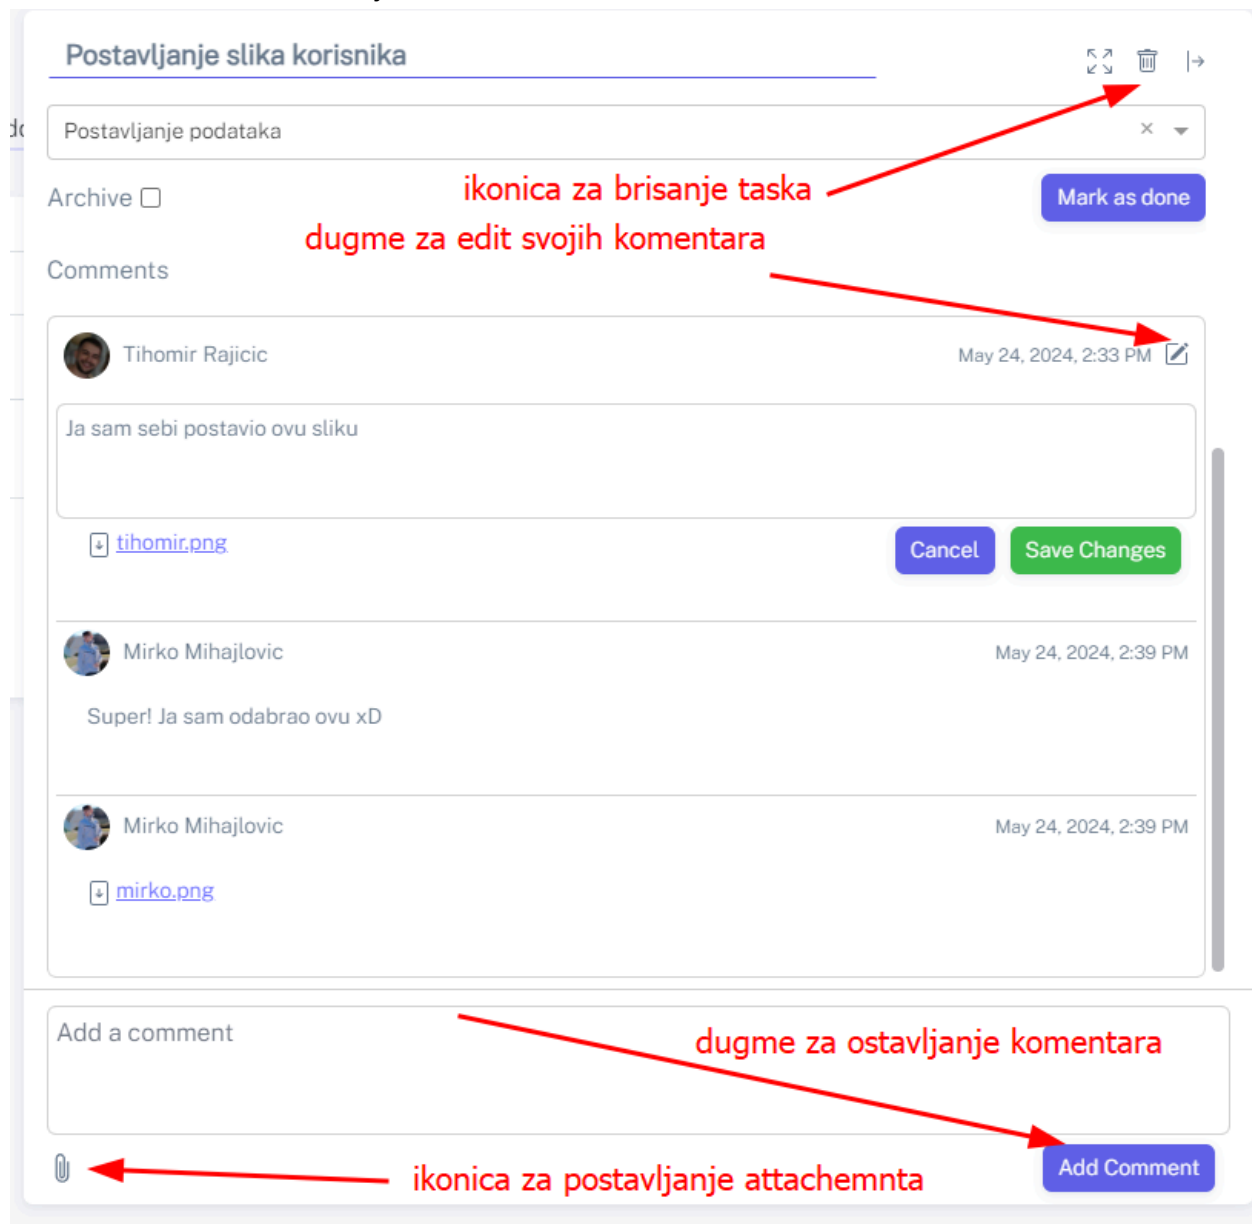 Postavljanje slika korisnika
Postavljanje podataka
ikonica za brisanje taska
Archive
Mark as done
dugme za edit svojih komentara
Comments
Tihomir Rajicic
May 24, 2024, 2:33 PM
Ja sam sebi postavio ovu sliku
tihomir.png
Cancel
Save Changes
Mirko Mihajlovic
May 24, 2024, 2:39 PM
Super! Ja sam odabrao ovu xD
Mirko Mihajlovic
May 24, 2024, 2:39 PM
mirko.png
Add a comment
dugme za ostavljanje komentara
ikonica za postavljanje attachemnta
Add Comment